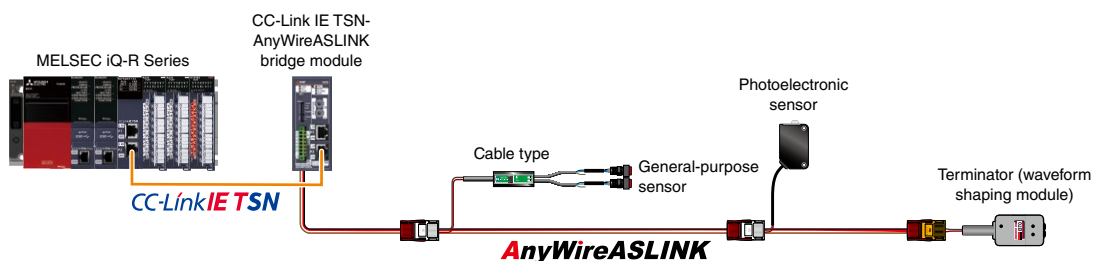 CC-Link IE TSN-
AnyWireASLINK
bridge module
MELSEC iQ-R Series
Photoelectronic
sensor
Cable type
General-purpose
sensor
Terminator (waveform
shaping module)
CC-Link IE TSN
AnyWireASLINK